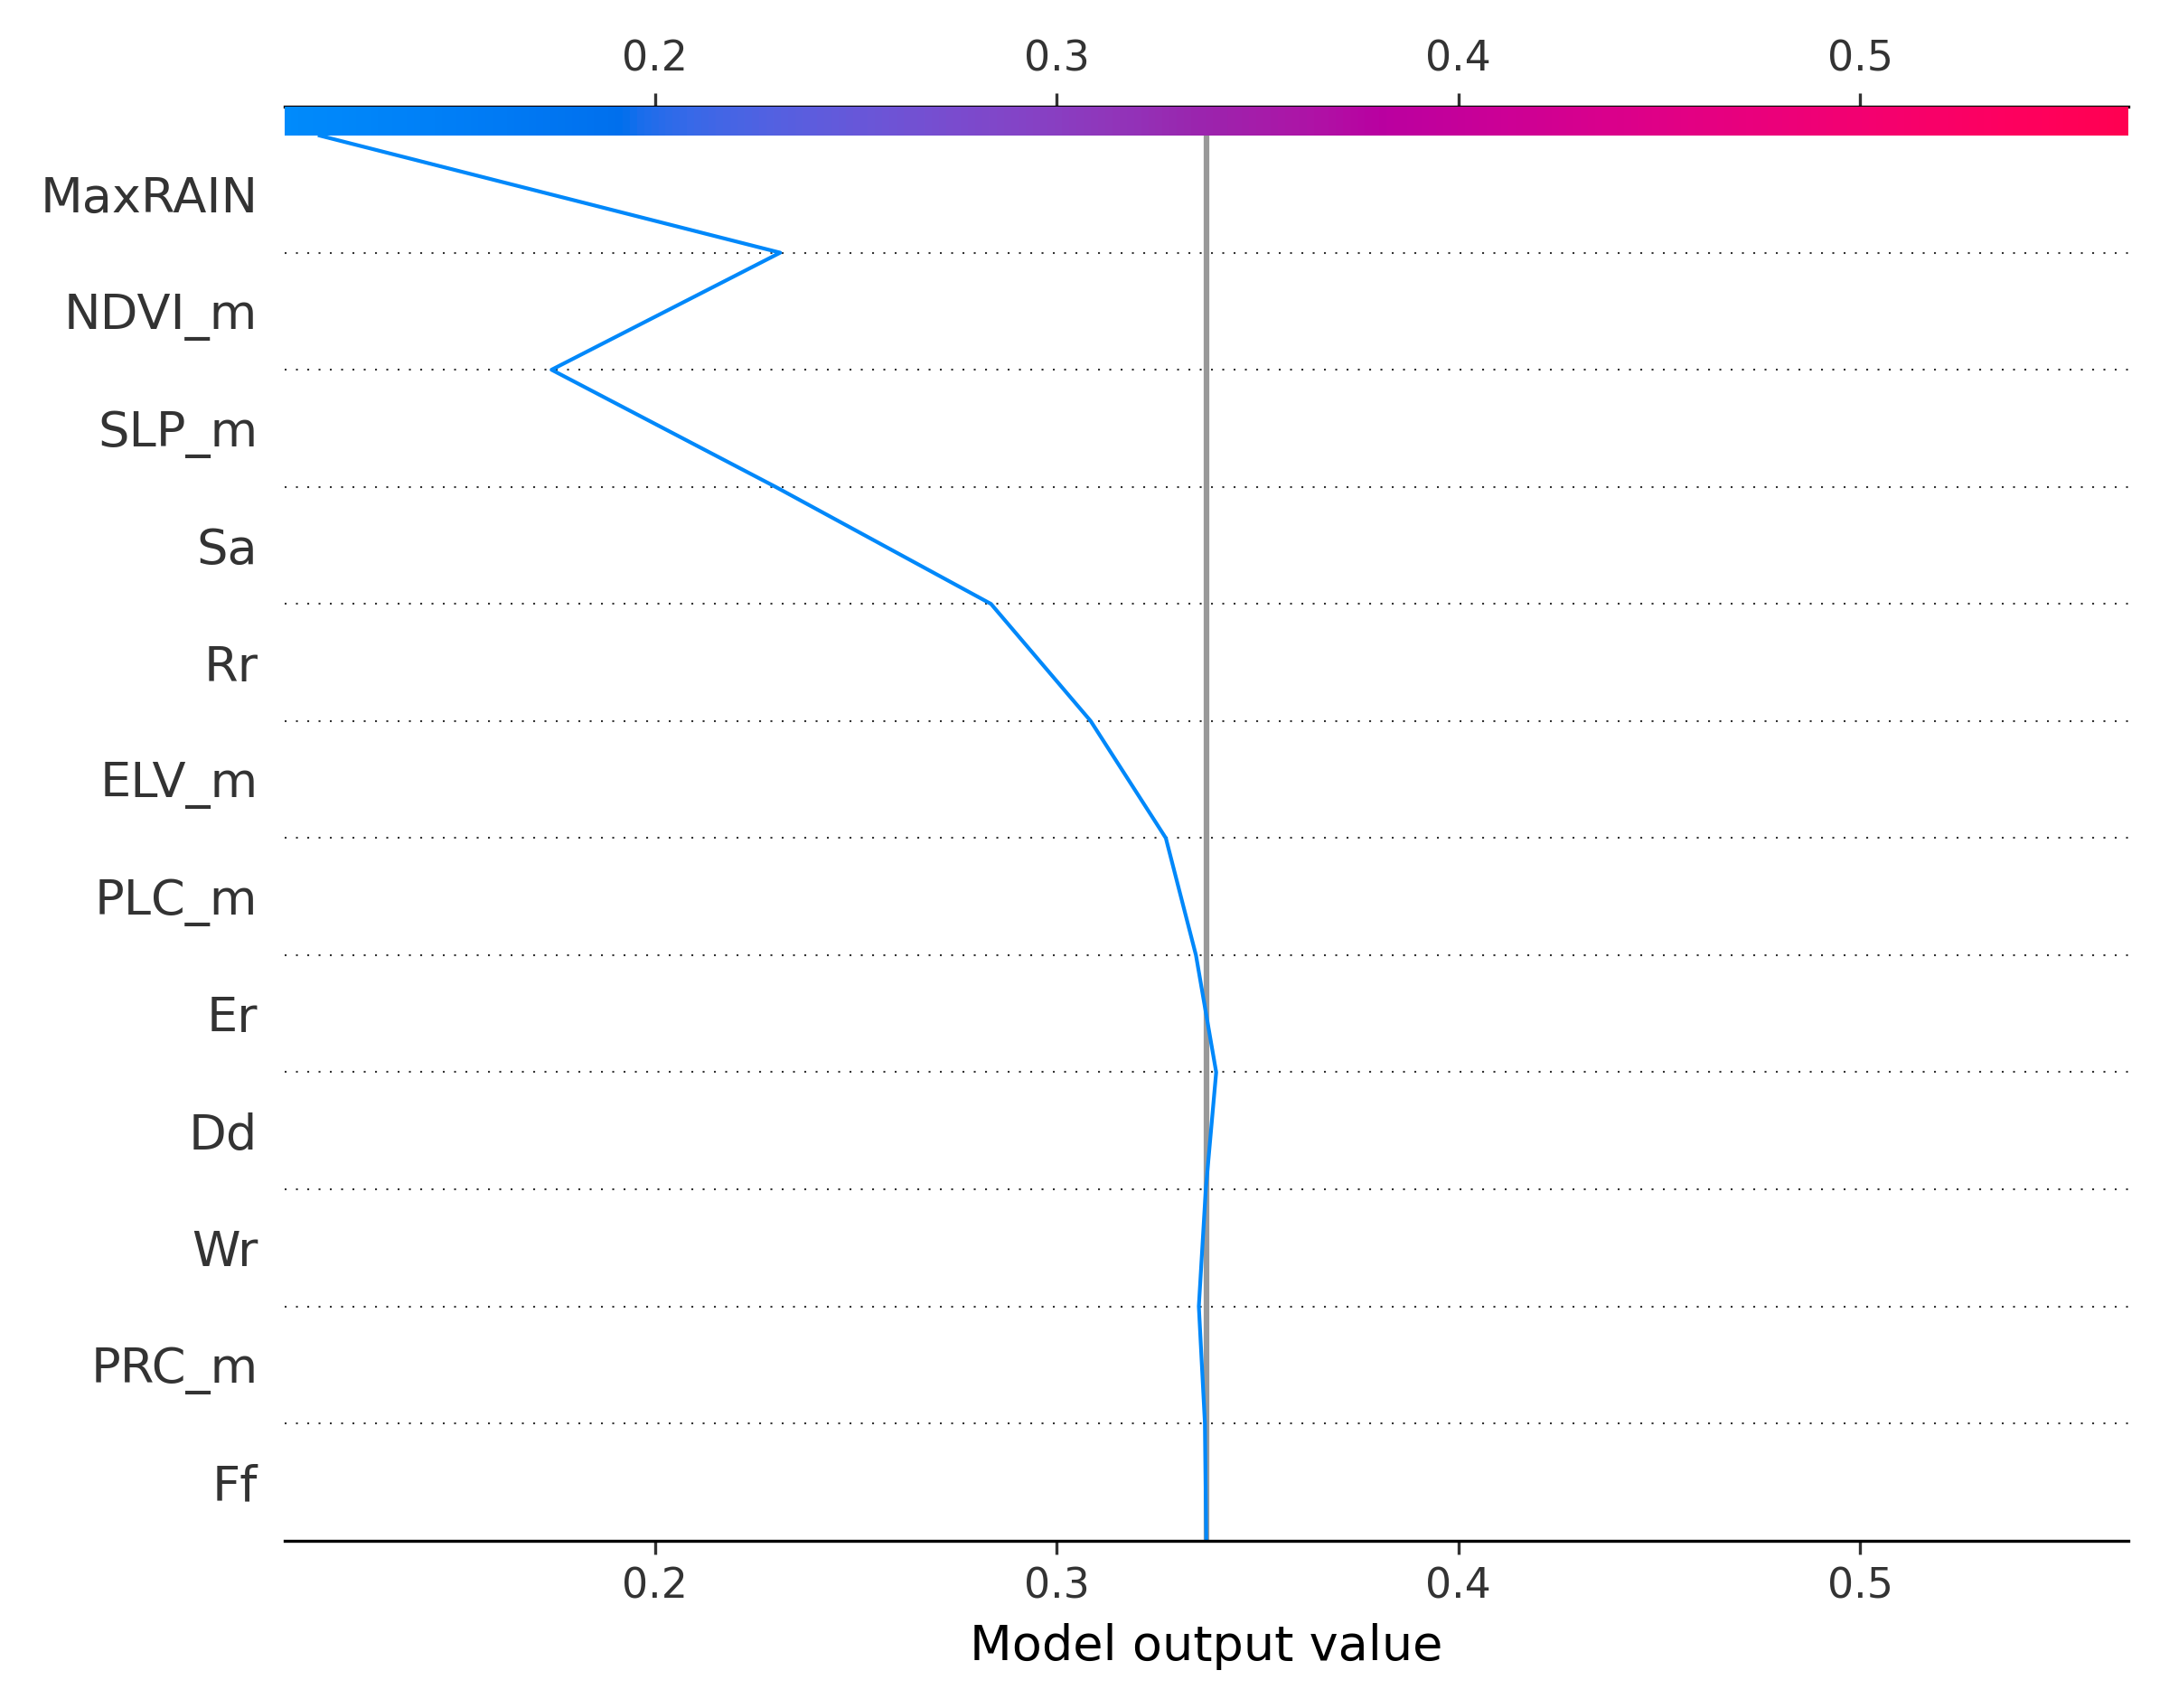 0.2 0.3 0.4 0.5
MaxRAIN
NDVI_m
SLP_m
Sa
Rr
ELV_m
PLC_m
Er
Dd
Wr
PRC_m
Ff
0.2 0.3 0.4 0.5
Model output value